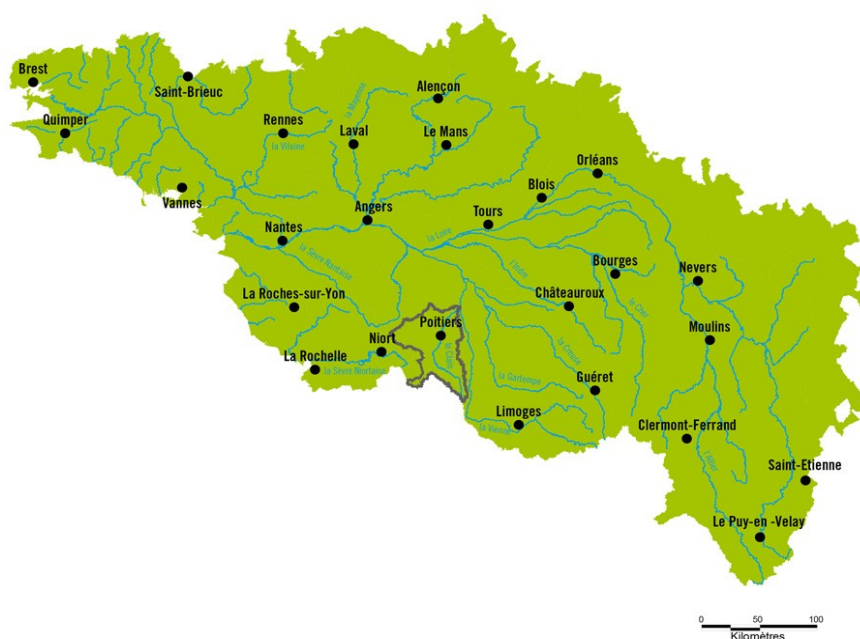 Brest
Saint-Brieuc
Alençon
la Mayenne
Quimper
Rennes
la Vilaine
Laval
Le Mans
Orléans
Blois
Vannes
Angers
Tours
Nantes
la Loire
la Sèvre Nantaise
l'Indre
Bourges
Nevers
La Roches-sur-Yon
Châteauroux
le Cher
Poitiers
Moulins
Niort
le Clain
la Creuse
La Rochelle
la Sèvre Niortaise
la Gartempe
Guéret
Limoges
la Vienne
Clermont-Ferrand
l'Allier
Saint-Etienne
Le Puy-en -Velay
0 50 100
Kilomètres